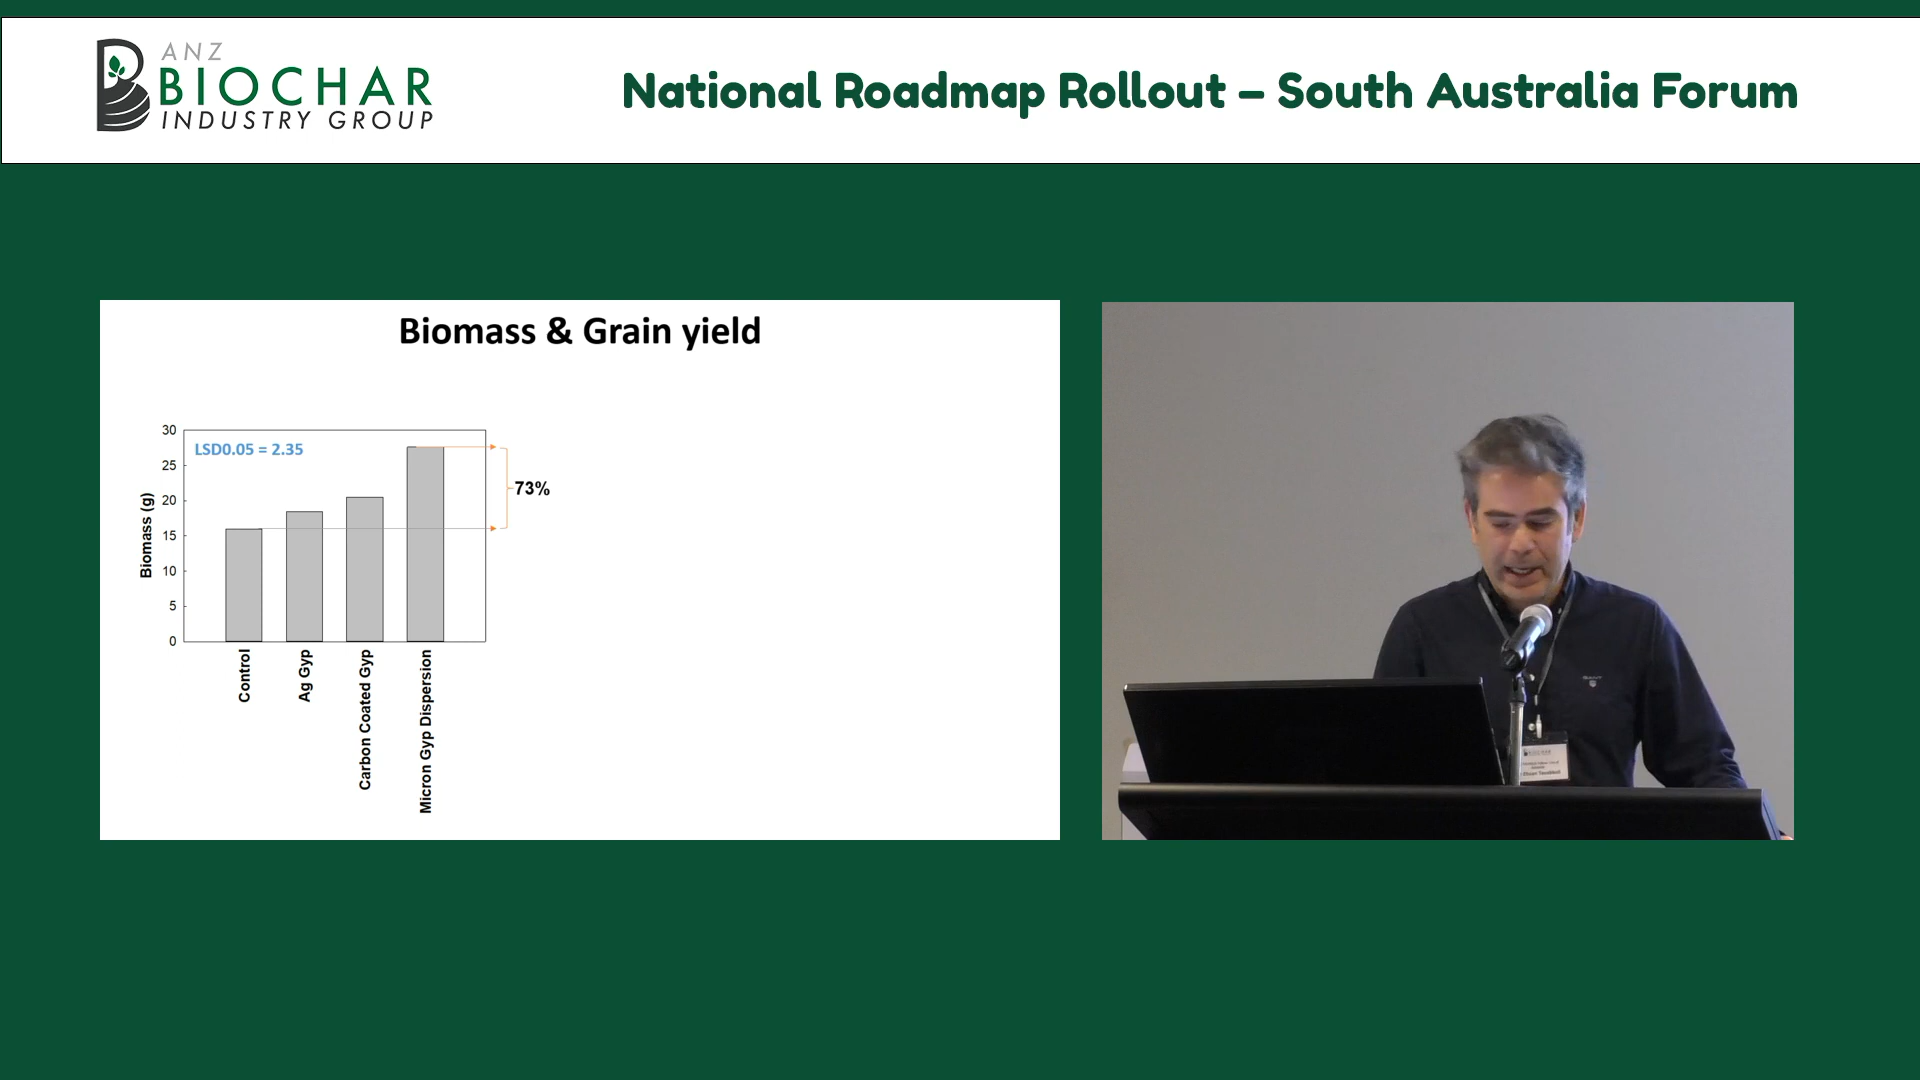 ANZ
BIOCHAR
INDUSTRY GROUP
National Roadmap Rollout – South Australia Forum
Biomass & Grain yield
LSD0.05 = 2.35
30
25
20
15
10
5
0
Biomass (g)
73%
Control
Ag Gyp
Carbon Coated Gyp
Micron Gyp Dispersion
GANT